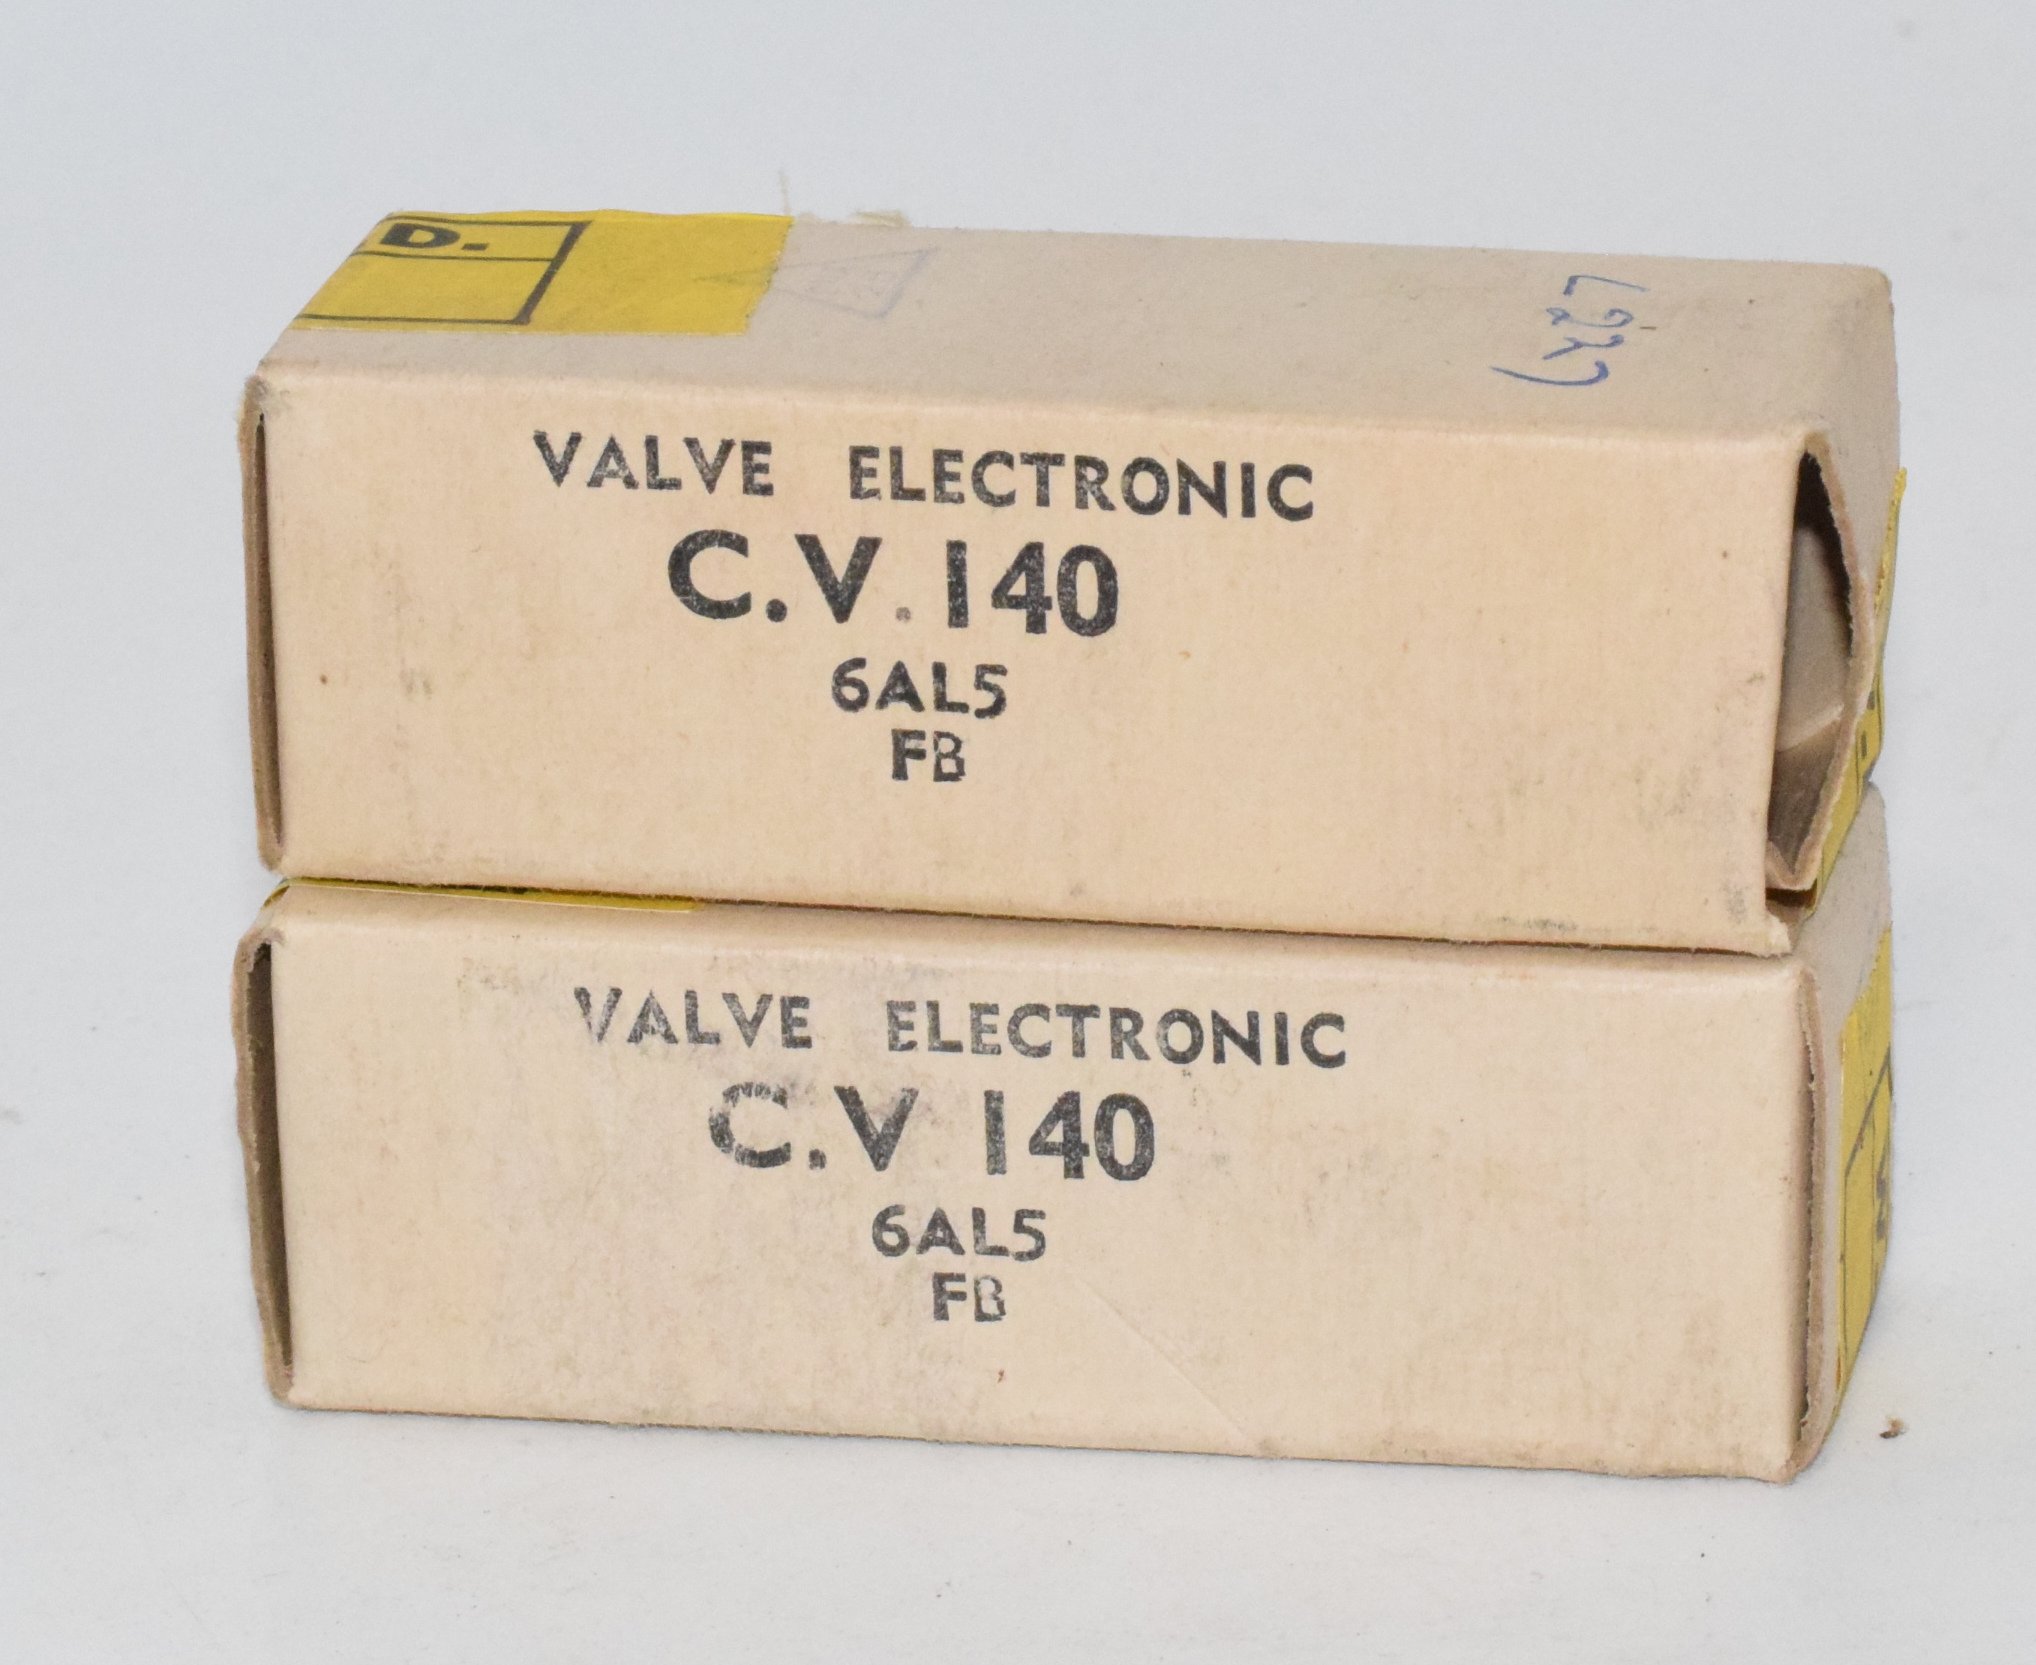 D.
VALVE ELECTRONIC
C.V. 140
6AL5
FB
VALVE ELECTRONIC
C.V 140
6AL5
FB